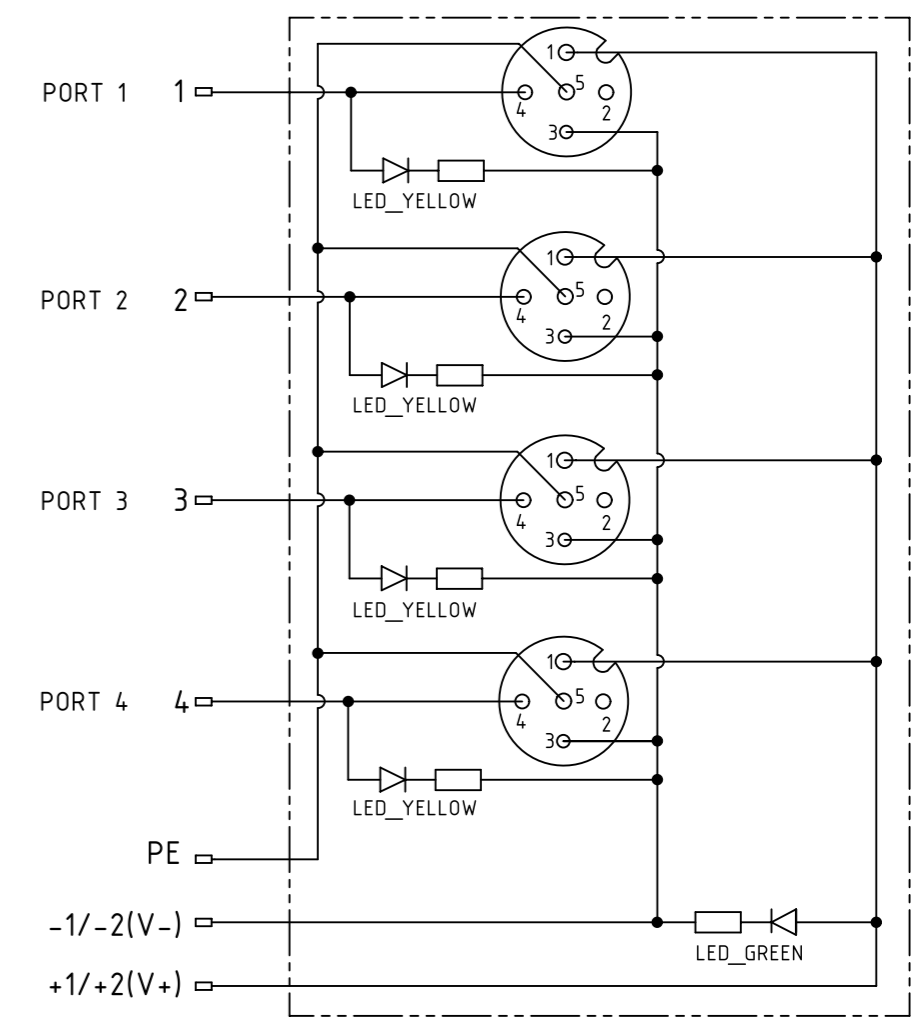 PORT 1 1
1
5
4
2
3
LED_YELLOW
PORT 2 2
1
5
4
2
3
LED_YELLOW
PORT 3 3
1
5
4
2
3
LED_YELLOW
PORT 4 4
1
5
4
2
3
LED_YELLOW
PE
-1/-2(V-)
LED_GREEN
+1/+2(V+)